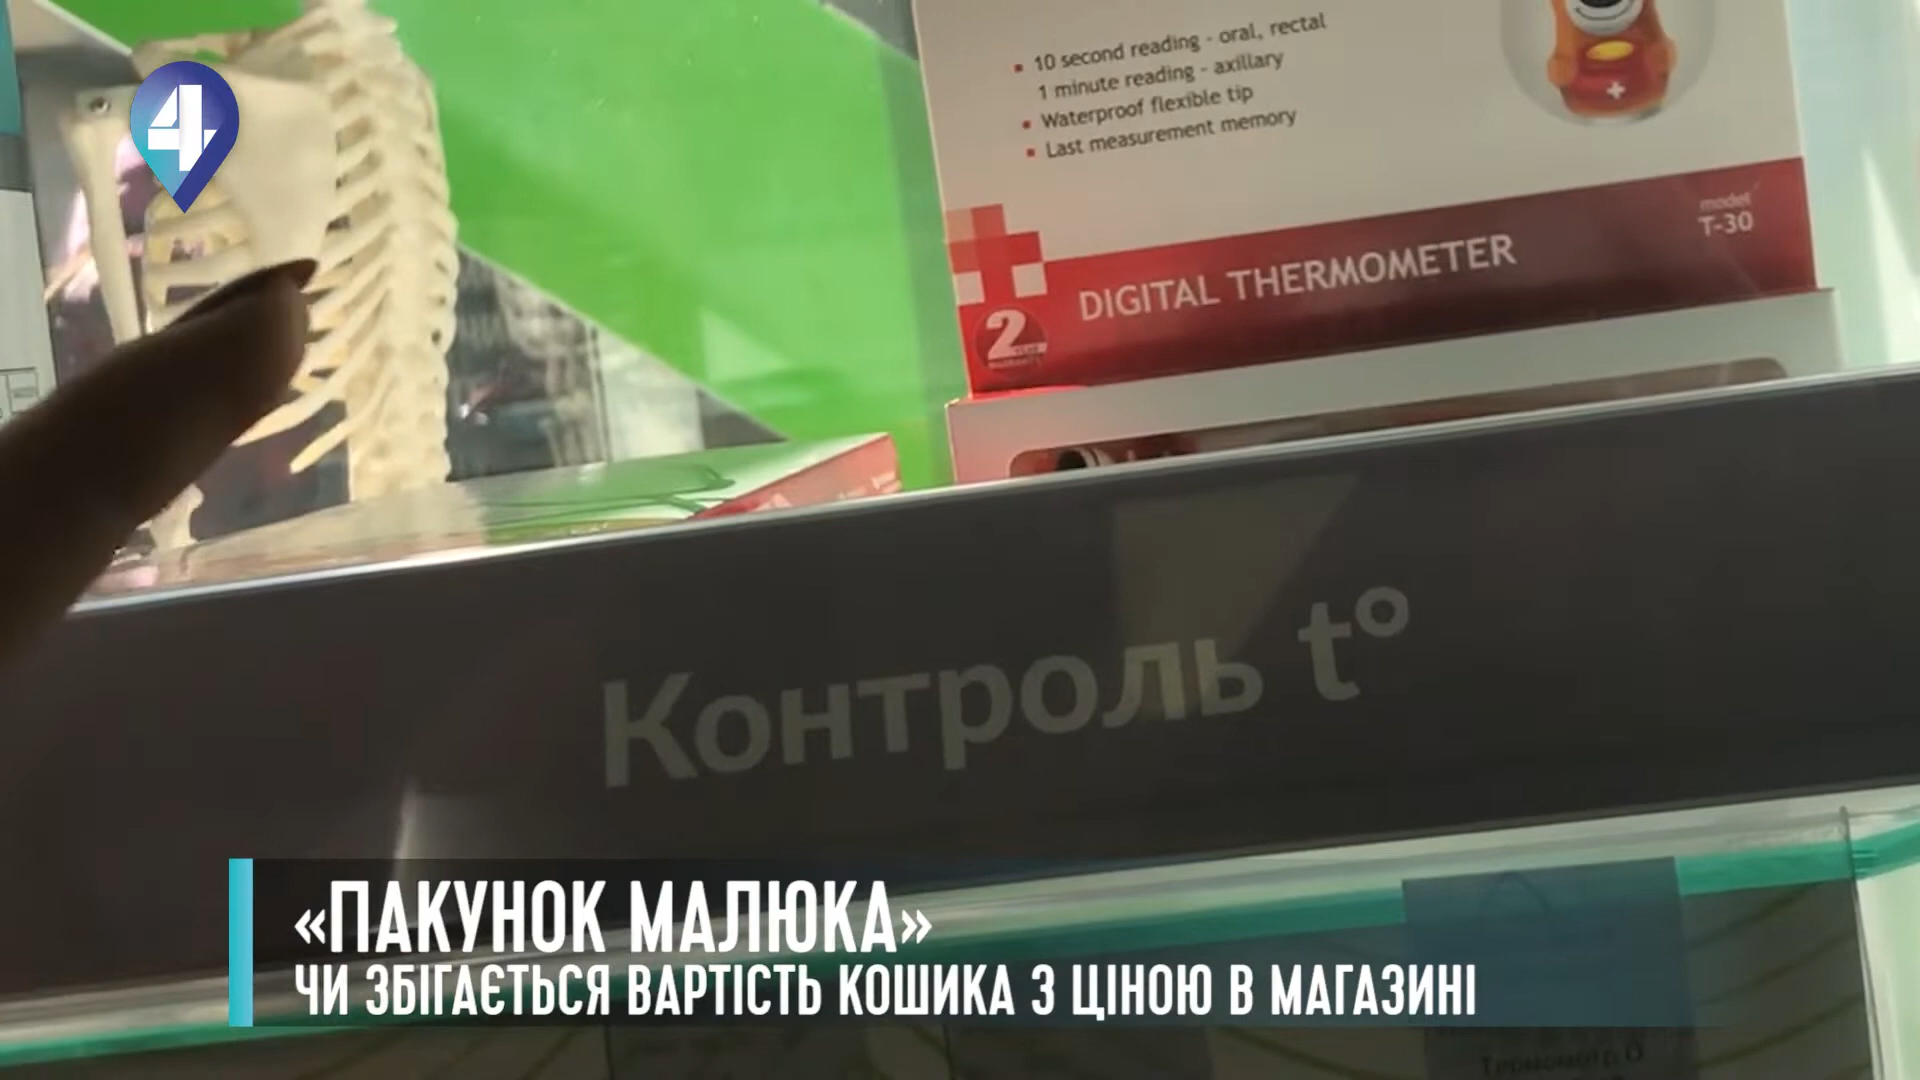 10 second reading - oral, rectal
1 minute reading - axillary
Waterproof flexible tip
Last measurement memory
model
T-30
DIGITAL THERMOMETER
2
4
Контроль t°
«ПАКУНОК МАЛЮКА»
ЧИ ЗБІГАЄТЬСЯ ВАРТІСТЬ КОШИКА З ЦІНОЮ В МАГАЗИНІ